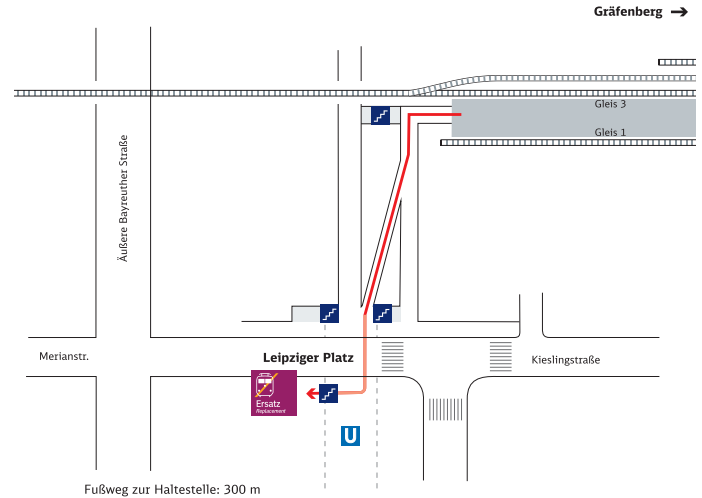 Gräfenberg
Gleis 3
Gleis 1
Äußere Bayreuther Straße
Merianstr.
Leipziger Platz
Kieslingstraße
Ersatz
Replacement
U
Fußweg zur Haltestelle: 300 m